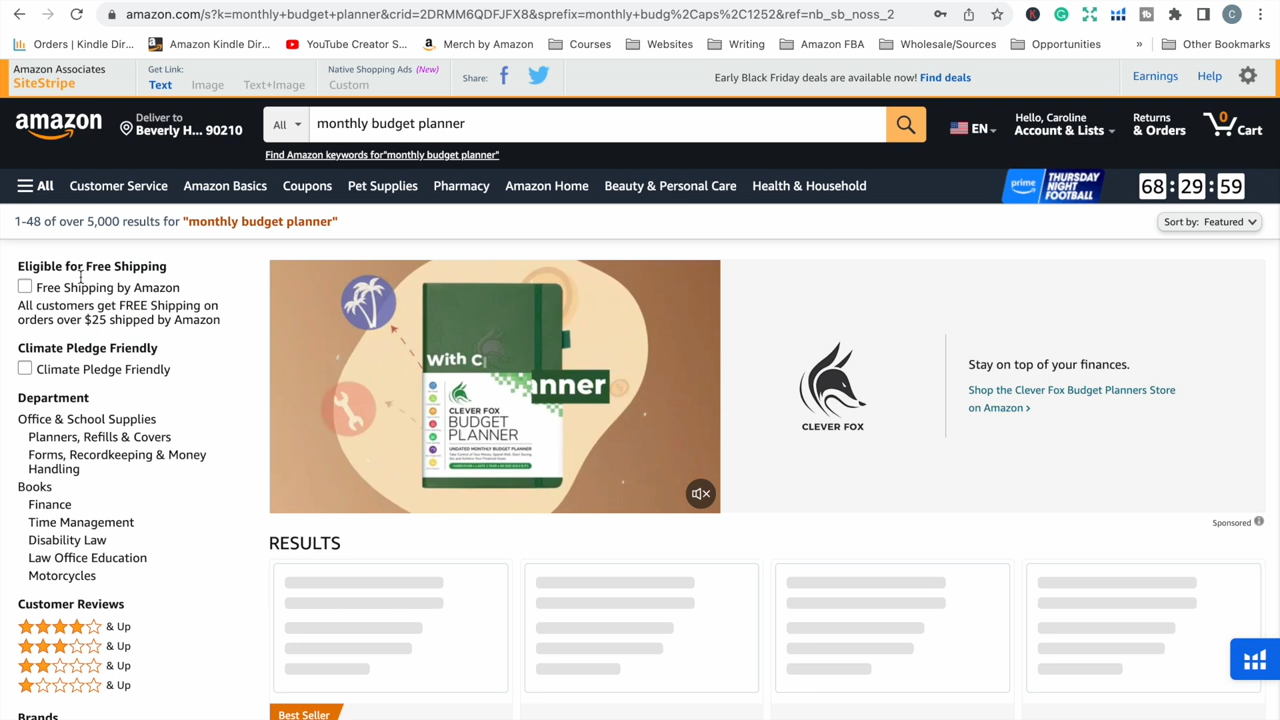 amazon.com/s?k=monthly+budget+planner&crid=2DRMM6QDFJFX8&sprefix=monthly+budg%2Caps%2C1252&ref=nb_sb_noss_2
Orders | Kindle Dir...
Amazon Kindle Dir...
YouTube Creator S...
Merch by Amazon
Courses
Websites
Writing
Amazon FBA
Wholesale/Sources
Opportunities
»
Other Bookmarks
Amazon Associates
SiteStripe
Get Link:
Text
Image
Text+Image
Native Shopping Ads (New)
Custom
Share:
Early Black Friday deals are available now! Find deals
Earnings
Help
amazon
Deliver to
Beverly H... 90210
All
monthly budget planner
Find Amazon keywords for"monthly budget planner"
EN
Hello, Caroline
Account & Lists
Returns
& Orders
0
Cart
All
Customer Service
Amazon Basics
Coupons
Pet Supplies
Pharmacy
Amazon Home
Beauty & Personal Care
Health & Household
prime
THURSDAY
NIGHT
FOOTBALL
68:29:59
1-48 of over 5,000 results for "monthly budget planner"
Sort by: Featured
Eligible for Free Shipping
Free Shipping by Amazon
All customers get FREE Shipping on
orders over $25 shipped by Amazon
Climate Pledge Friendly
Climate Pledge Friendly
Department
Office & School Supplies
Planners, Refills & Covers
Forms, Recordkeeping & Money
Handling
Books
Finance
Time Management
Disability Law
Law Office Education
Motorcycles
Customer Reviews
& Up
& Up
& Up
& Up
Brands
With C
anner
CLEVER FOX
BUDGET
PLANNER
UNDATED MONTHLY BUDGET PLANNER
CLEVER FOX
Stay on top of your finances.
Shop the Clever Fox Budget Planners Store
on Amazon ›
Sponsored
RESULTS
Best Seller